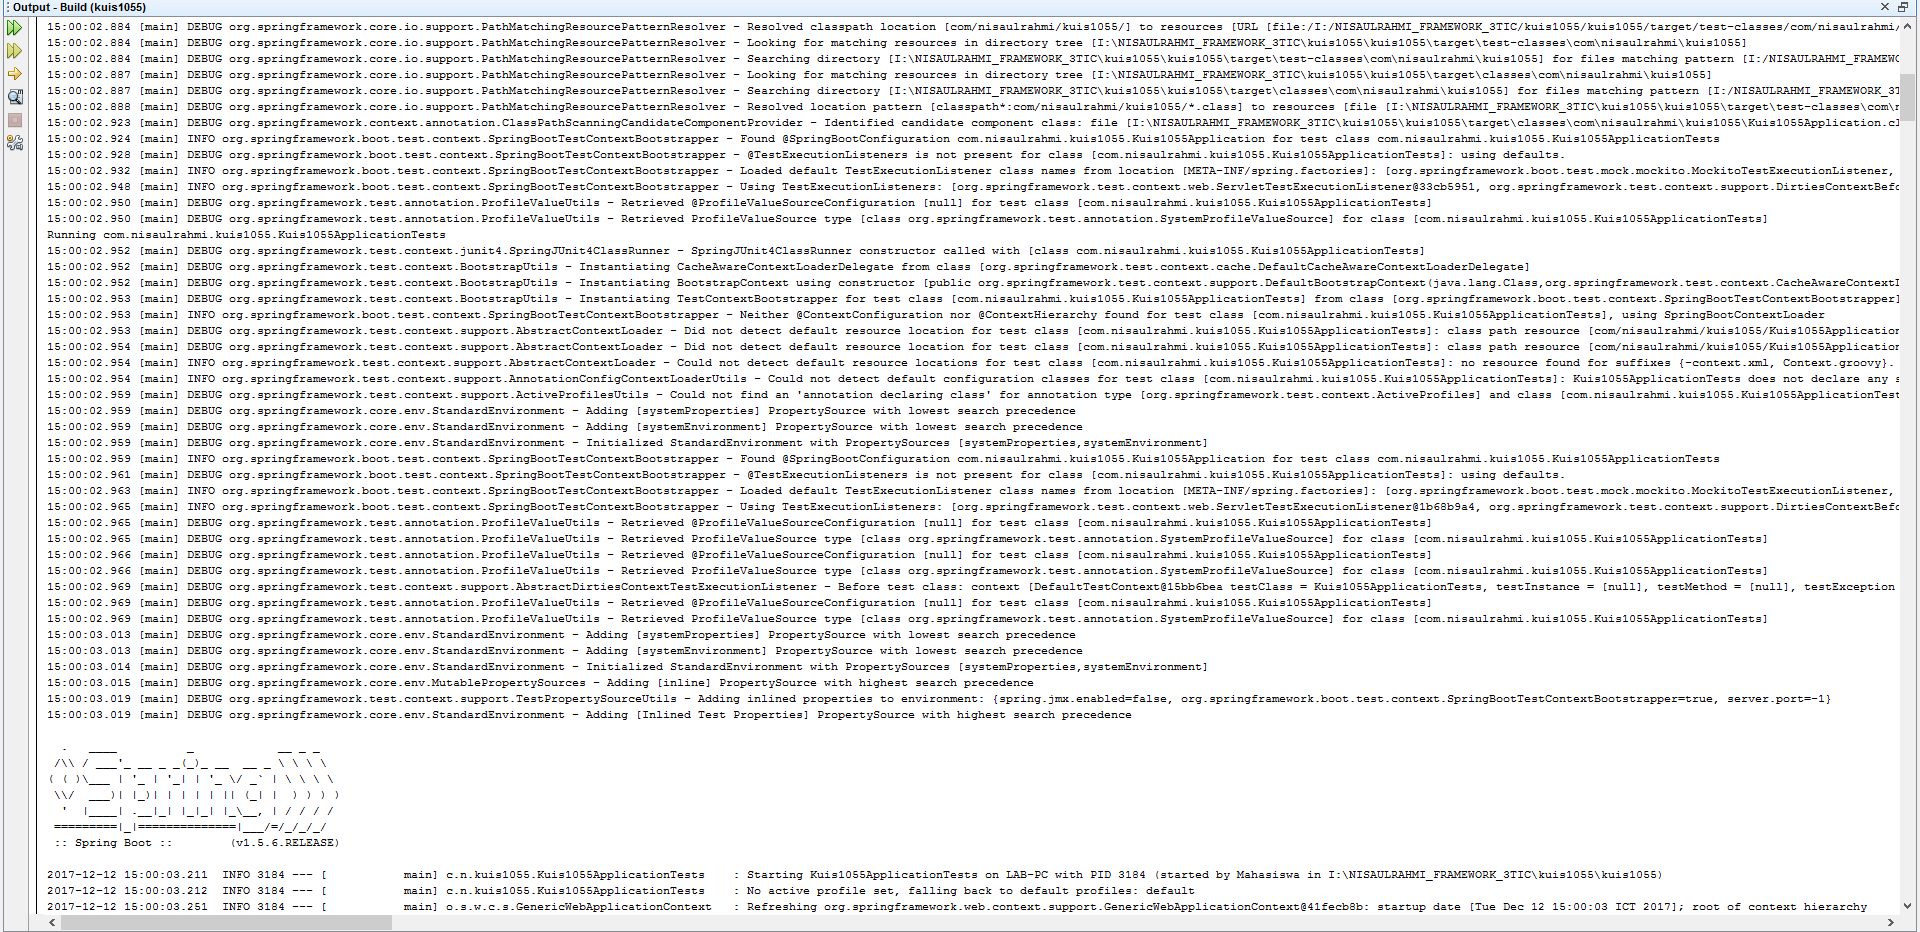 Output - Build (kuis1055)
15:00:02.884 [main] DEBUG org.springframework.core.io.support.PathMatchingResourcePatternResolver - Resolved classpath location [com/nisaulrahmi/kuis1055/] to resources [URL [file:/I:/NISAULRAHMI_FRAMEWORK_3TIC/kuis1055/kuis1055/target/test-classes/com/nisaulrahmi/
15:00:02.884 [main] DEBUG org.springframework.core.io.support.PathMatchingResourcePatternResolver - Looking for matching resources in directory tree [I:\NISAULRAHMI_FRAMEWORK_3TIC\kuis1055\kuis1055\target\test-classes\com\nisaulrahmi\kuis1055]
15:00:02.884 [main] DEBUG org.springframework.core.io.support.PathMatchingResourcePatternResolver - Searching directory [I:\NISAULRAHMI_FRAMEWORK_3TIC\kuis1055\kuis1055\target\test-classes\com\nisaulrahmi\kuis1055] for files matching pattern [I:/NISAULRAHMI_FRAMEWO
15:00:02.887 [main] DEBUG org.springframework.core.io.support.PathMatchingResourcePatternResolver - Looking for matching resources in directory tree [I:\NISAULRAHMI_FRAMEWORK_3TIC\kuis1055\kuis1055\target\classes\com\nisaulrahmi\kuis1055]
15:00:02.887 [main] DEBUG org.springframework.core.io.support.PathMatchingResourcePatternResolver - Searching directory [I:\NISAULRAHMI_FRAMEWORK_3TIC\kuis1055\kuis1055\target\classes\com\nisaulrahmi\kuis1055] for files matching pattern [I:/NISAULRAHMI_FRAMEWORK_3T
15:00:02.888 [main] DEBUG org.springframework.core.io.support.PathMatchingResourcePatternResolver - Resolved location pattern [classpath*:com/nisaulrahmi/kuis1055/*.class] to resources [file [I:\NISAULRAHMI_FRAMEWORK_3TIC\kuis1055\kuis1055\target\test-classes\com\n
15:00:02.923 [main] DEBUG org.springframework.context.annotation.ClassPathScanningCandidateComponentProvider - Identified candidate component class: file [I:\NISAULRAHMI_FRAMEWORK_3TIC\kuis1055\kuis1055\target\classes\com\nisaulrahmi\kuis1055\Kuis1055Application.cl
15:00:02.924 [main] INFO org.springframework.boot.test.context.SpringBootTestContextBootstrapper - Found @SpringBootConfiguration com.nisaulrahmi.kuis1055.Kuis1055Application for test class com.nisaulrahmi.kuis1055.Kuis1055ApplicationTests
15:00:02.928 [main] DEBUG org.springframework.boot.test.context.SpringBootTestContextBootstrapper - @TestExecutionListeners is not present for class [com.nisaulrahmi.kuis1055.Kuis1055ApplicationTests]: using defaults.
15:00:02.932 [main] INFO org.springframework.boot.test.context.SpringBootTestContextBootstrapper - Loaded default TestExecutionListener class names from location [META-INF/spring.factories]: [org.springframework.boot.test.mock.mockito.MockitoTestExecutionListener,
15:00:02.948 [main] INFO org.springframework.boot.test.context.SpringBootTestContextBootstrapper - Using TestExecutionListeners: [org.springframework.test.context.web.ServletTestExecutionListener@33cb5951, org.springframework.test.context.support.DirtiesContextBefo
15:00:02.950 [main] DEBUG org.springframework.test.annotation.ProfileValueUtils - Retrieved @ProfileValueSourceConfiguration [null] for test class [com.nisaulrahmi.kuis1055.Kuis1055ApplicationTests]
15:00:02.950 [main] DEBUG org.springframework.test.annotation.ProfileValueUtils - Retrieved ProfileValueSource type [class org.springframework.test.annotation.SystemProfileValueSource] for class [com.nisaulrahmi.kuis1055.Kuis1055ApplicationTests]
Running com.nisaulrahmi.kuis1055.Kuis1055ApplicationTests
15:00:02.952 [main] DEBUG org.springframework.test.context.junit4.SpringJUnit4ClassRunner - SpringJUnit4ClassRunner constructor called with [class com.nisaulrahmi.kuis1055.Kuis1055ApplicationTests]
15:00:02.952 [main] DEBUG org.springframework.test.context.BootstrapUtils - Instantiating CacheAwareContextLoaderDelegate from class [org.springframework.test.context.cache.DefaultCacheAwareContextLoaderDelegate]
15:00:02.952 [main] DEBUG org.springframework.test.context.BootstrapUtils - Instantiating BootstrapContext using constructor [public org.springframework.test.context.support.DefaultBootstrapContext(java.lang.Class,org.springframework.test.context.CacheAwareContextL
15:00:02.953 [main] DEBUG org.springframework.test.context.BootstrapUtils - Instantiating TestContextBootstrapper for test class [com.nisaulrahmi.kuis1055.Kuis1055ApplicationTests] from class [org.springframework.boot.test.context.SpringBootTestContextBootstrapper]
15:00:02.953 [main] INFO org.springframework.boot.test.context.SpringBootTestContextBootstrapper - Neither @ContextConfiguration nor @ContextHierarchy found for test class [com.nisaulrahmi.kuis1055.Kuis1055ApplicationTests], using SpringBootContextLoader
15:00:02.953 [main] DEBUG org.springframework.test.context.support.AbstractContextLoader - Did not detect default resource location for test class [com.nisaulrahmi.kuis1055.Kuis1055ApplicationTests]: class path resource [com/nisaulrahmi/kuis1055/Kuis1055Application
15:00:02.954 [main] DEBUG org.springframework.test.context.support.AbstractContextLoader - Did not detect default resource location for test class [com.nisaulrahmi.kuis1055.Kuis1055ApplicationTests]: class path resource [com/nisaulrahmi/kuis1055/Kuis1055Application
15:00:02.954 [main] INFO org.springframework.test.context.support.AbstractContextLoader - Could not detect default resource locations for test class [com.nisaulrahmi.kuis1055.Kuis1055ApplicationTests]: no resource found for suffixes {-context.xml, Context.groovy}.
15:00:02.954 [main] INFO org.springframework.test.context.support.AnnotationConfigContextLoaderUtils - Could not detect default configuration classes for test class [com.nisaulrahmi.kuis1055.Kuis1055ApplicationTests]: Kuis1055ApplicationTests does not declare any s
15:00:02.959 [main] DEBUG org.springframework.test.context.support.ActiveProfilesUtils - Could not find an 'annotation declaring class' for annotation type [org.springframework.test.context.ActiveProfiles] and class [com.nisaulrahmi.kuis1055.Kuis1055ApplicationTest
15:00:02.959 [main] DEBUG org.springframework.core.env.StandardEnvironment - Adding [systemProperties] PropertySource with lowest search precedence
15:00:02.959 [main] DEBUG org.springframework.core.env.StandardEnvironment - Adding [systemEnvironment] PropertySource with lowest search precedence
15:00:02.959 [main] DEBUG org.springframework.core.env.StandardEnvironment - Initialized StandardEnvironment with PropertySources [systemProperties,systemEnvironment]
15:00:02.959 [main] INFO org.springframework.boot.test.context.SpringBootTestContextBootstrapper - Found @SpringBootConfiguration com.nisaulrahmi.kuis1055.Kuis1055Application for test class com.nisaulrahmi.kuis1055.Kuis1055ApplicationTests
15:00:02.961 [main] DEBUG org.springframework.boot.test.context.SpringBootTestContextBootstrapper - @TestExecutionListeners is not present for class [com.nisaulrahmi.kuis1055.Kuis1055ApplicationTests]: using defaults.
15:00:02.963 [main] INFO org.springframework.boot.test.context.SpringBootTestContextBootstrapper - Loaded default TestExecutionListener class names from location [META-INF/spring.factories]: [org.springframework.boot.test.mock.mockito.MockitoTestExecutionListener,
15:00:02.965 [main] INFO org.springframework.boot.test.context.SpringBootTestContextBootstrapper - Using TestExecutionListeners: [org.springframework.test.context.web.ServletTestExecutionListener@1b68b9a4, org.springframework.test.context.support.DirtiesContextBefo
15:00:02.965 [main] DEBUG org.springframework.test.annotation.ProfileValueUtils - Retrieved @ProfileValueSourceConfiguration [null] for test class [com.nisaulrahmi.kuis1055.Kuis1055ApplicationTests]
15:00:02.965 [main] DEBUG org.springframework.test.annotation.ProfileValueUtils - Retrieved ProfileValueSource type [class org.springframework.test.annotation.SystemProfileValueSource] for class [com.nisaulrahmi.kuis1055.Kuis1055ApplicationTests]
15:00:02.966 [main] DEBUG org.springframework.test.annotation.ProfileValueUtils - Retrieved @ProfileValueSourceConfiguration [null] for test class [com.nisaulrahmi.kuis1055.Kuis1055ApplicationTests]
15:00:02.966 [main] DEBUG org.springframework.test.annotation.ProfileValueUtils - Retrieved ProfileValueSource type [class org.springframework.test.annotation.SystemProfileValueSource] for class [com.nisaulrahmi.kuis1055.Kuis1055ApplicationTests]
15:00:02.969 [main] DEBUG org.springframework.test.context.support.AbstractDirtiesContextTestExecutionListener - Before test class: context [DefaultTestContext@15bb6bea testClass = Kuis1055ApplicationTests, testInstance = [null], testMethod = [null], testException
15:00:02.969 [main] DEBUG org.springframework.test.annotation.ProfileValueUtils - Retrieved @ProfileValueSourceConfiguration [null] for test class [com.nisaulrahmi.kuis1055.Kuis1055ApplicationTests]
15:00:02.969 [main] DEBUG org.springframework.test.annotation.ProfileValueUtils - Retrieved ProfileValueSource type [class org.springframework.test.annotation.SystemProfileValueSource] for class [com.nisaulrahmi.kuis1055.Kuis1055ApplicationTests]
15:00:03.013 [main] DEBUG org.springframework.core.env.StandardEnvironment - Adding [systemProperties] PropertySource with lowest search precedence
15:00:03.013 [main] DEBUG org.springframework.core.env.StandardEnvironment - Adding [systemEnvironment] PropertySource with lowest search precedence
15:00:03.014 [main] DEBUG org.springframework.core.env.StandardEnvironment - Initialized StandardEnvironment with PropertySources [systemProperties,systemEnvironment]
15:00:03.015 [main] DEBUG org.springframework.core.env.MutablePropertySources - Adding [inline] PropertySource with highest search precedence
15:00:03.019 [main] DEBUG org.springframework.test.context.support.TestPropertySourceUtils - Adding inlined properties to environment: {spring.jmx.enabled=false, org.springframework.boot.test.context.SpringBootTestContextBootstrapper=true, server.port=-1}
15:00:03.019 [main] DEBUG org.springframework.core.env.StandardEnvironment - Adding [Inlined Test Properties] PropertySource with highest search precedence
  .   ____          _            __ _ _
 /\\ / ___'_ __ _ _(_)_ __  __ _ \ \ \ \
( ( )\___ | '_ | '_| | '_ \/ _` | \ \ \ \
 \\/  ___)| |_)| | | | | || (_| |  ) ) ) )
  '  |____| .__|_| |_|_| |_\__, | / / / /
 =========|_|==============|___/=/_/_/_/
 :: Spring Boot ::        (v1.5.6.RELEASE)
2017-12-12 15:00:03.211  INFO 3184 --- [           main] c.n.kuis1055.Kuis1055ApplicationTests    : Starting Kuis1055ApplicationTests on LAB-PC with PID 3184 (started by Mahasiswa in I:\NISAULRAHMI_FRAMEWORK_3TIC\kuis1055\kuis1055)
2017-12-12 15:00:03.212  INFO 3184 --- [           main] c.n.kuis1055.Kuis1055ApplicationTests    : No active profile set, falling back to default profiles: default
2017-12-12 15:00:03.251  INFO 3184 --- [           main] o.s.w.c.s.GenericWebApplicationContext   : Refreshing org.springframework.web.context.support.GenericWebApplicationContext@41fecb8b: startup date [Tue Dec 12 15:00:03 ICT 2017]; root of context hierarchy